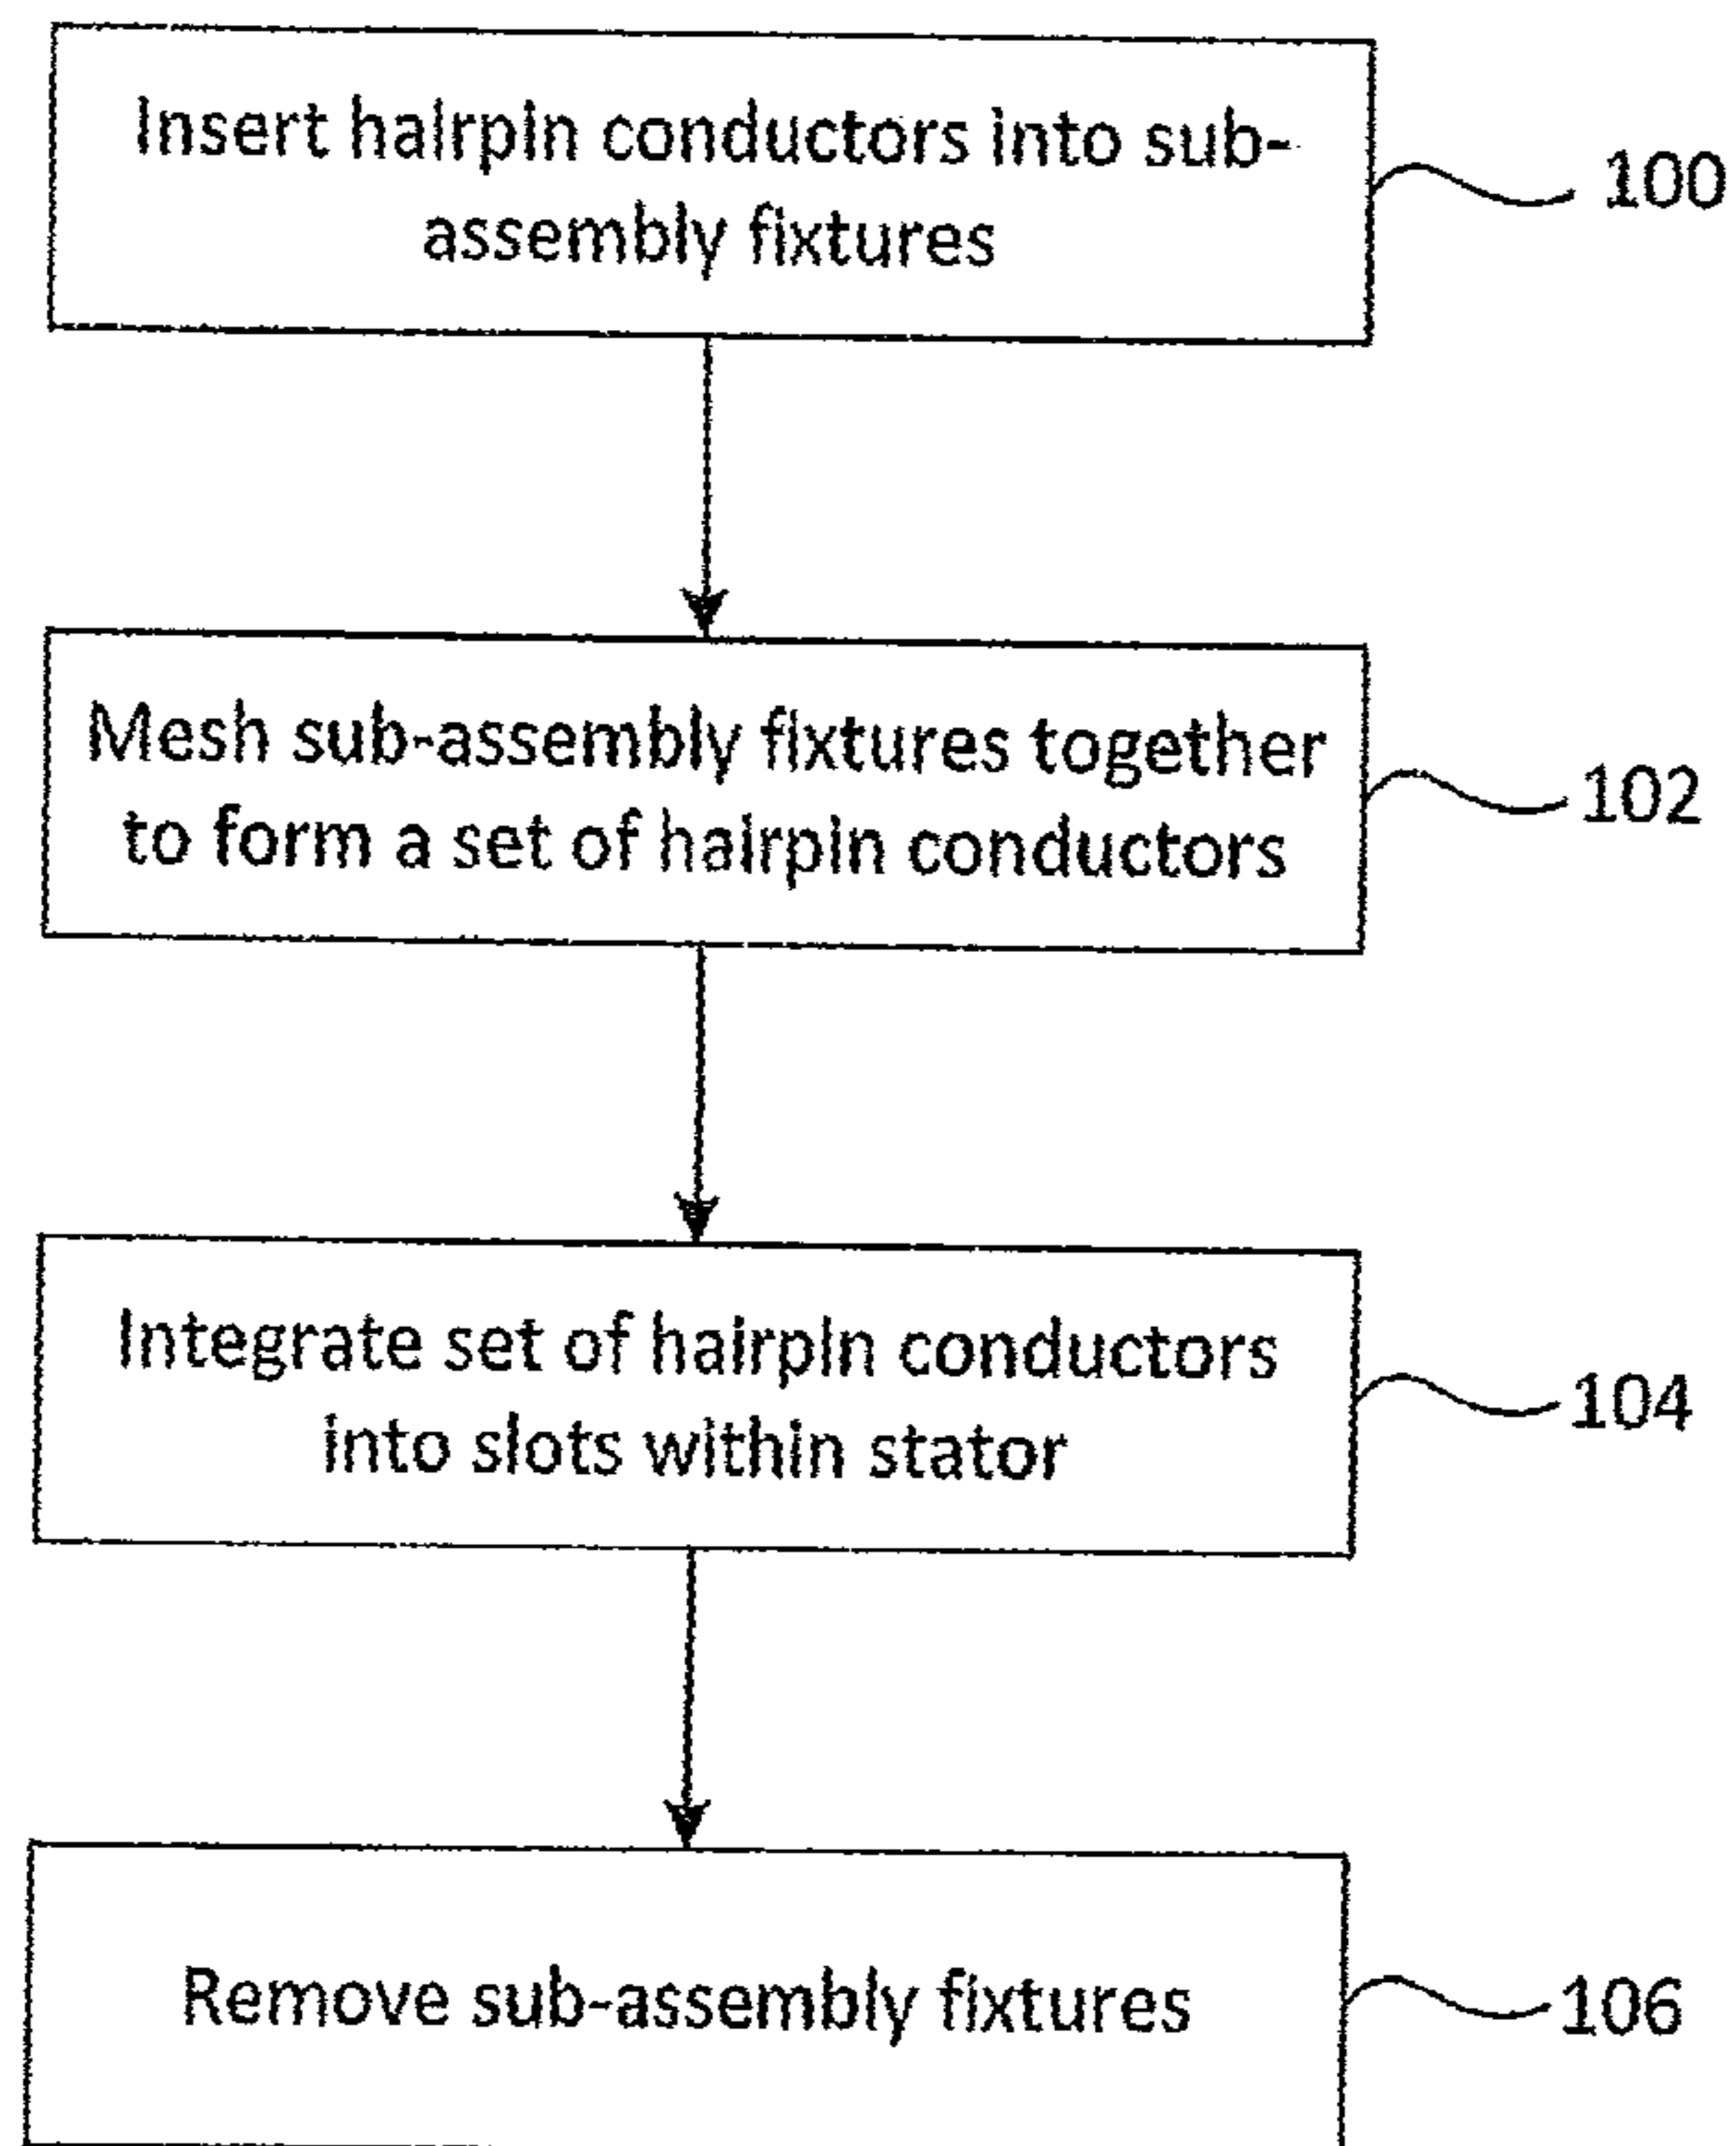 Insert hairpin conductors into sub-
assembly fixtures
100
Mesh sub-assembly fixtures together
to form a set of hairpin conductors
102
Integrate set of hairpin conductors
into slots within stator
104
Remove sub-assembly fixtures
106